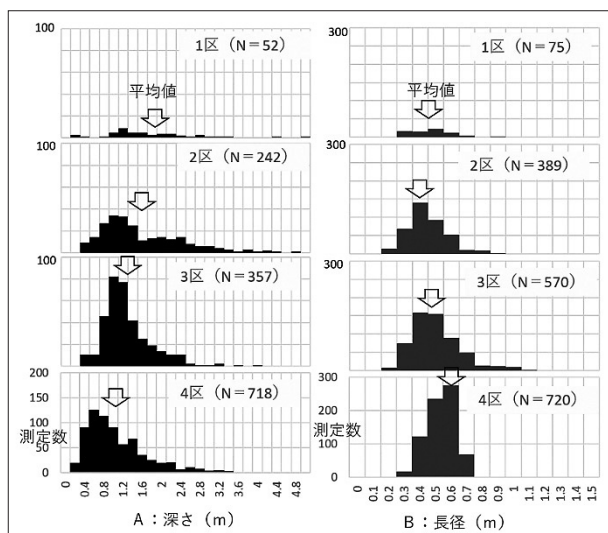 100
1区（N＝52）
平均値
100
2区（N＝242）
100
3区（N＝357）
200
150
100
50
0
4区（N＝718）
測定数
0 0.4 0.8 1.2 1.6 2 2.4 2.8 3.2 3.6 4 4.4 4.8
A：深さ（m）
300
1区（N＝75）
平均値
300
2区（N＝389）
300
3区（N＝570）
300
200
100
0
4区（N＝720）
測定数
0 0.1 0.2 0.3 0.4 0.5 0.6 0.7 0.8 0.9 1 1.1 1.2 1.3 1.4 1.5
B：長径（m）